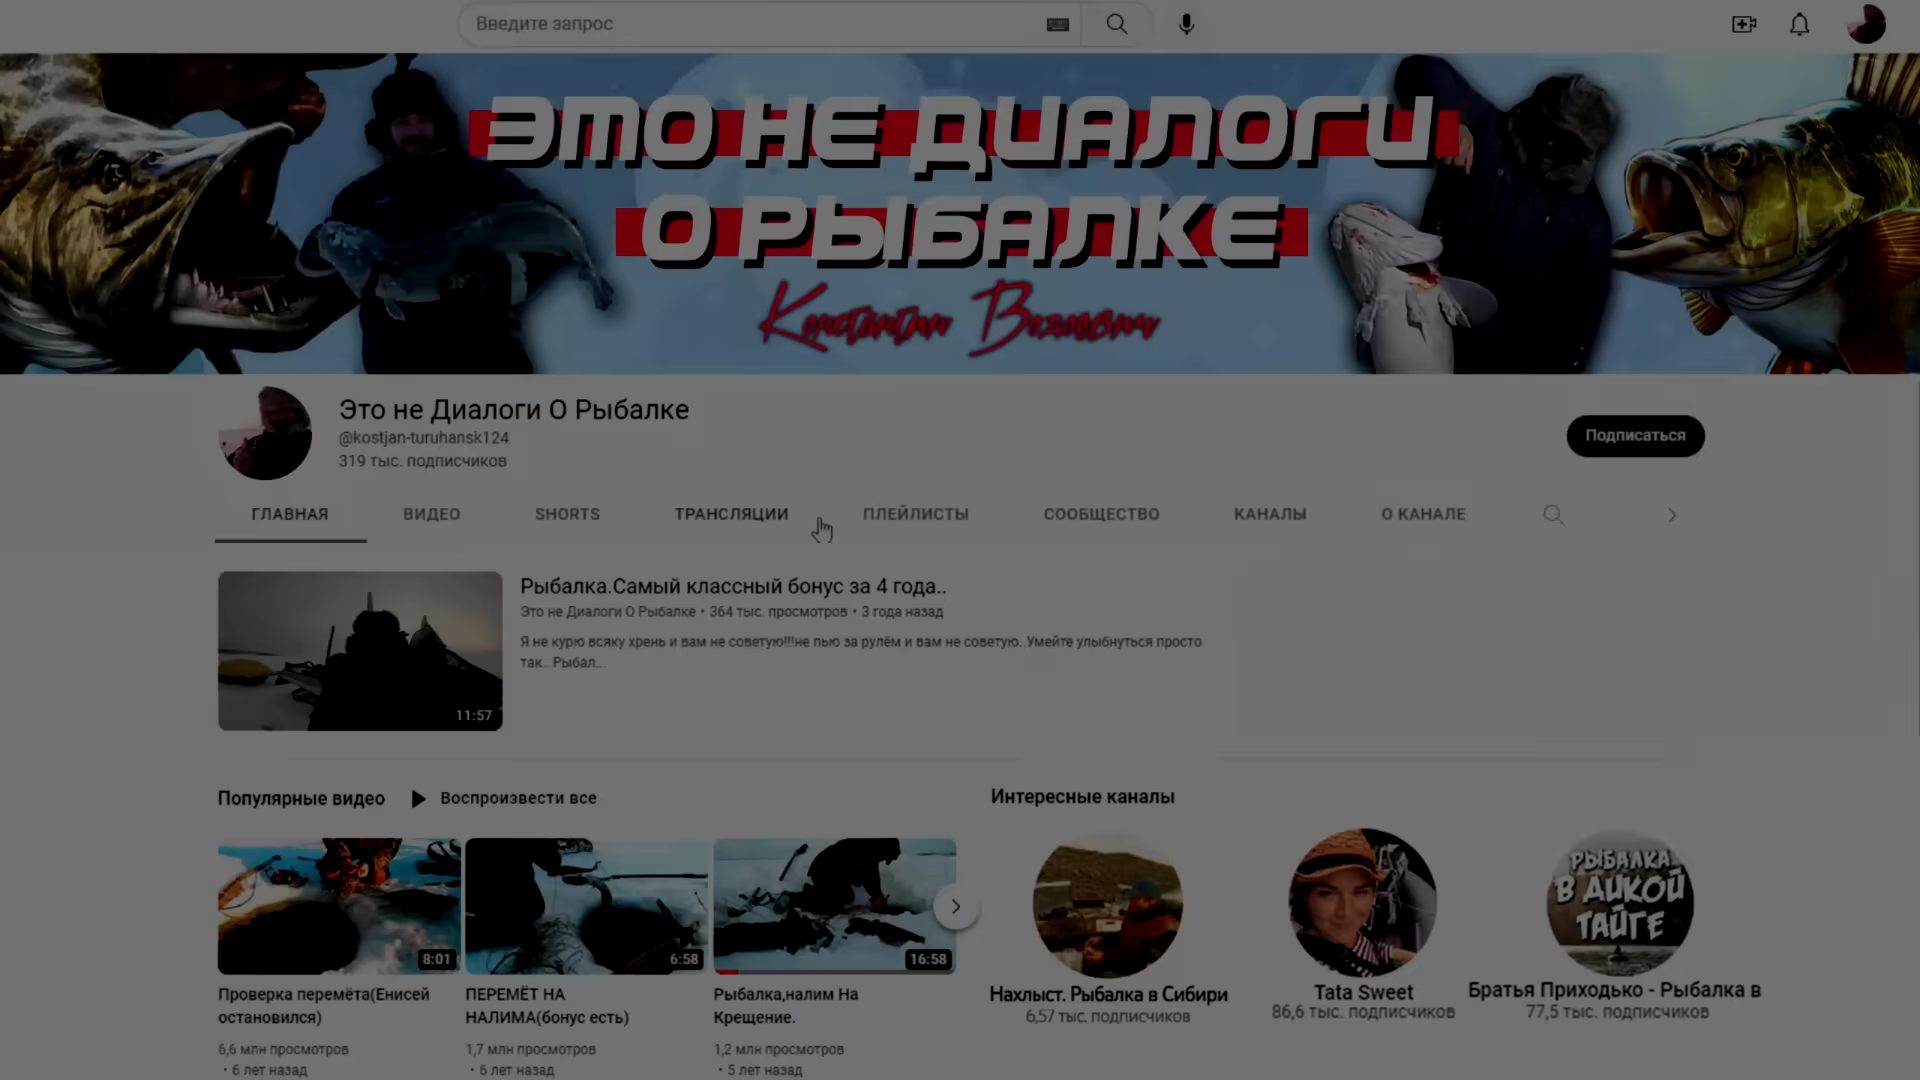 Введите запрос
ЭТО НЕ ДИАЛОГИ
О РЫБАЛКЕ
Константин Возлович
Это не Диалоги О Рыбалке
@kostjan-turuhansk124
319 тыс. подписчиков
Подписаться
ГЛАВНАЯ ВИДЕО SHORTS ТРАНСЛЯЦИИ ПЛЕЙЛИСТЫ СООБЩЕСТВО КАНАЛЫ О КАНАЛЕ
Рыбалка.Самый классный бонус за 4 года..
Это не Диалоги О Рыбалке • 364 тыс. просмотров • 3 года назад
Я не курю всяку хрень и вам не советую!!!не пью за рулём и вам не советую..Умейте улыбнуться просто
так.. Рыбал...
11:57
Популярные видео Воспроизвести все
8:01
6:58
16:58
Проверка перемёта(Енисей
остановился)
6,6 млн просмотров
• 6 лет назад
ПЕРЕМЁТ НА
НАЛИМА(бонус есть)
1,7 млн просмотров
• 6 лет назад
Рыбалка,налим На
Крещение.
1,2 млн просмотров
• 5 лет назад
Интересные каналы
РЫБАЛКА
В ДИКОЙ
ТАЙГЕ
Нахлыст. Рыбалка в Сибири
6,57 тыс. подписчиков
Tata Sweet
86,6 тыс. подписчиков
Братья Приходько - Рыбалка в
77,5 тыс. подписчиков